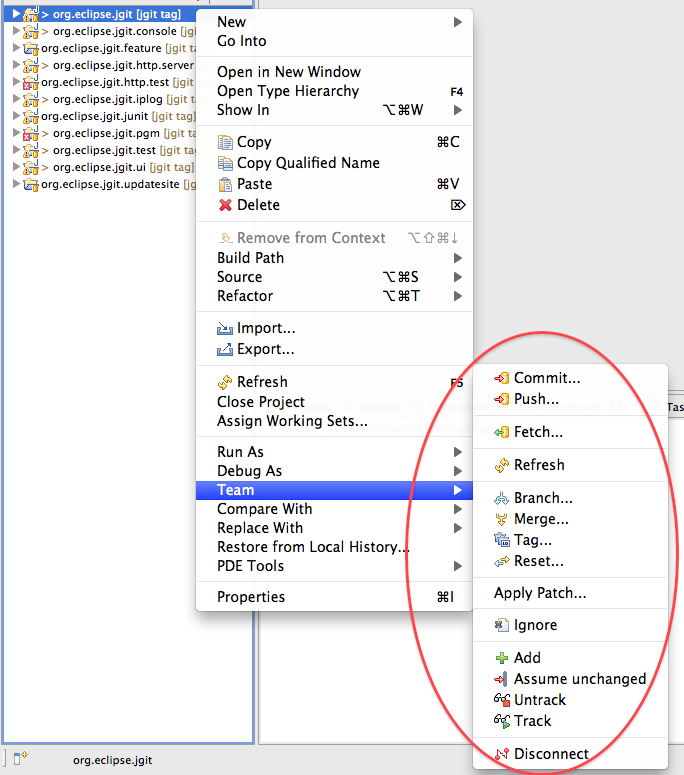 > org.eclipse.jgit [jgit tag]
> org.eclipse.jgit.console [jgit
org.eclipse.jgit.feature [jgit ta
> org.eclipse.jgit.http.server
> org.eclipse.jgit.http.test [jgit
> org.eclipse.jgit.iplog [jgit ta
> org.eclipse.jgit.junit [jgit ta
> org.eclipse.jgit.pgm [jgit ta
> org.eclipse.jgit.test [jgit tag
> org.eclipse.jgit.ui [jgit tag]
org.eclipse.jgit.updatesite [jg
New
Go Into
Open in New Window
Open Type Hierarchy F4
Show In ⌥⌘W
Copy ⌘C
Copy Qualified Name
Paste ⌘V
Delete ⌦
Remove from Context ⌥⇧⌘↓
Build Path
Source ⌥⌘S
Refactor ⌥⌘T
Import...
Export...
Refresh F5
Close Project
Assign Working Sets...
Run As
Debug As
Team
Compare With
Replace With
Restore from Local History...
PDE Tools
Properties ⌘I
Commit...
Push...
Fetch...
Refresh
Branch...
Merge...
Tag...
Reset...
Apply Patch...
Ignore
Add
Assume unchanged
Untrack
Track
Disconnect
Tas
org.eclipse.jgit